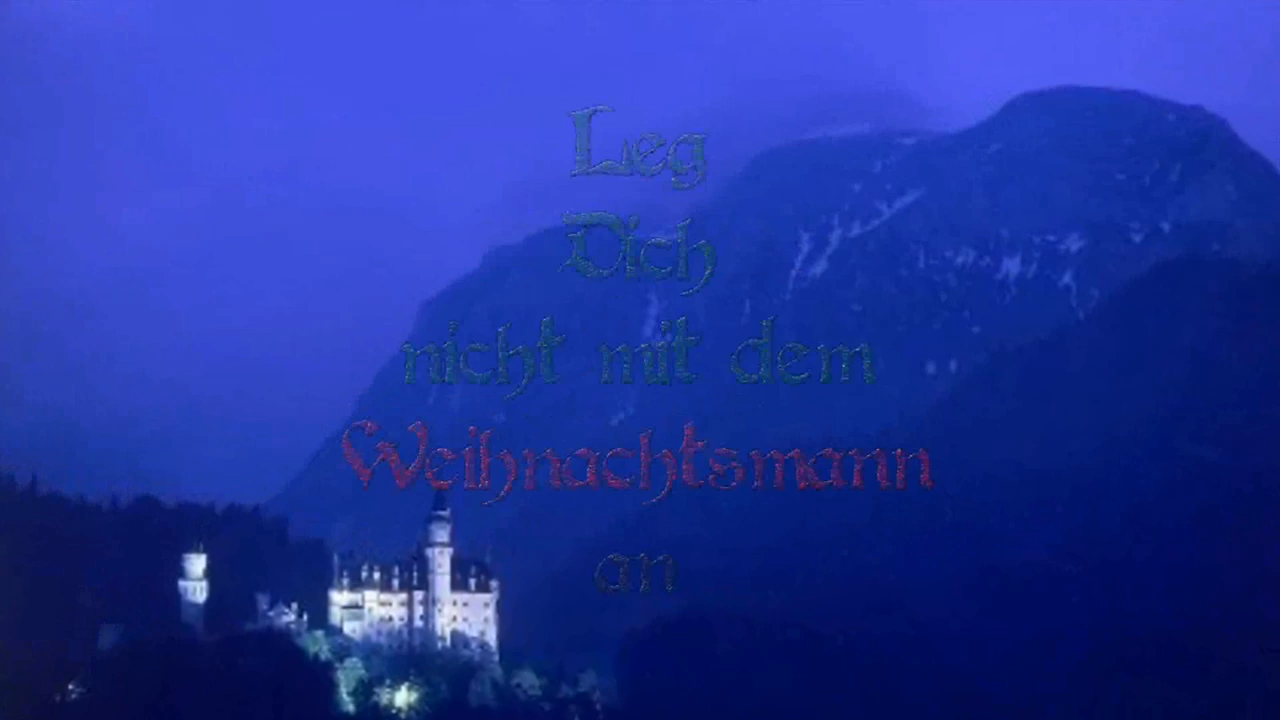 Leg
Dich
nicht mit dem
Weihnachtsmann
an